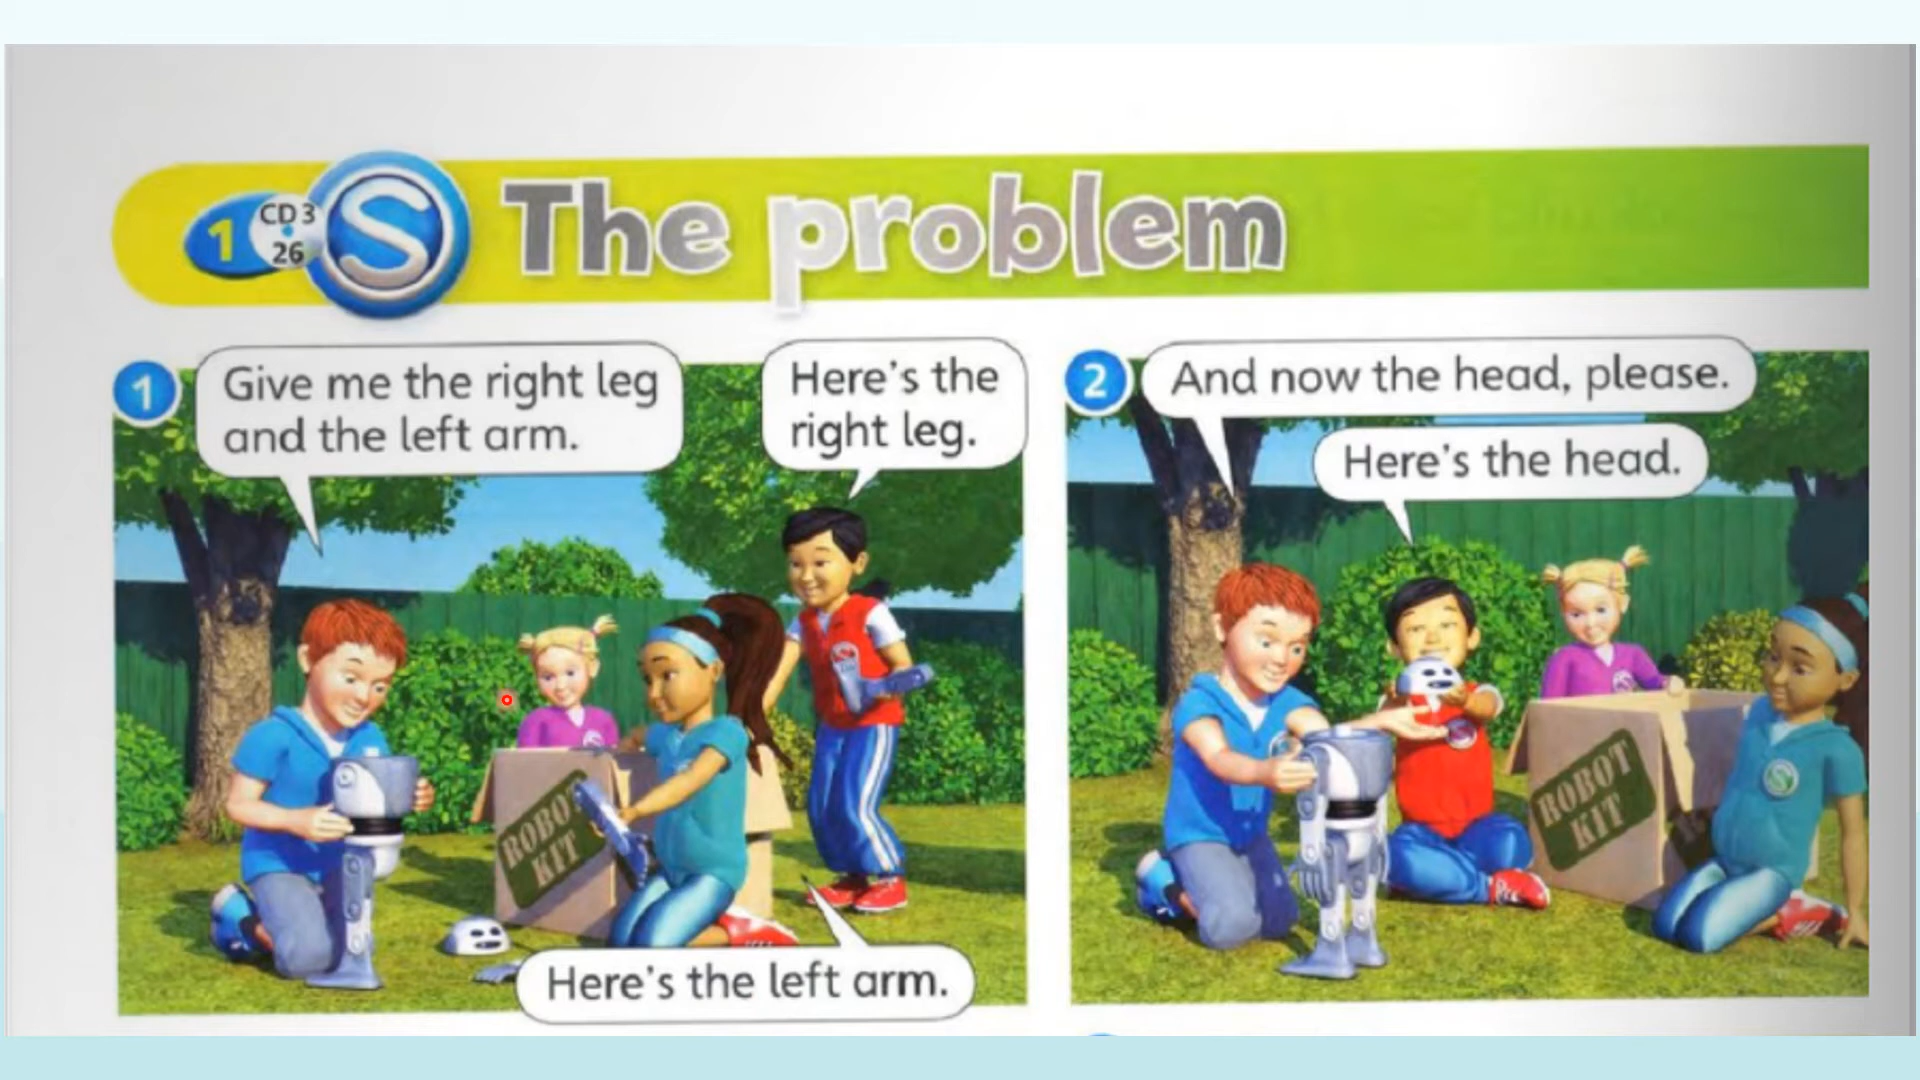 1 CD 3
26
S The problem
1
Give me the right leg
and the left arm.
Here's the
right leg.
ROBOT
KIT
Here's the left arm.
2
And now the head, please.
Here's the head.
ROBOT
KIT